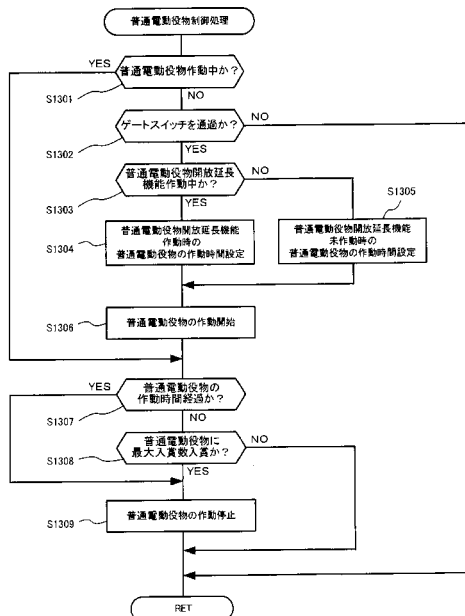 普通電動役物制御処理
YES
普通電動役物作動中か？
S1301
NO
ゲートスイッチを通過か？
NO
S1302
YES
普通電動役物開放延長
機能作動中か？
NO
S1303
YES
S1305
普通電動役物開放延長機能
作動時の
普通電動役物の作動時間設定
S1304
普通電動役物開放延長機能
未作動時の
普通電動役物の作動時間設定
普通電動役物の作動開始
S1306
YES
普通電動役物の
作動時間経過か？
S1307
NO
普通電動役物に
最大入賞数入賞か？
NO
S1308
YES
普通電動役物の作動停止
S1309
RET